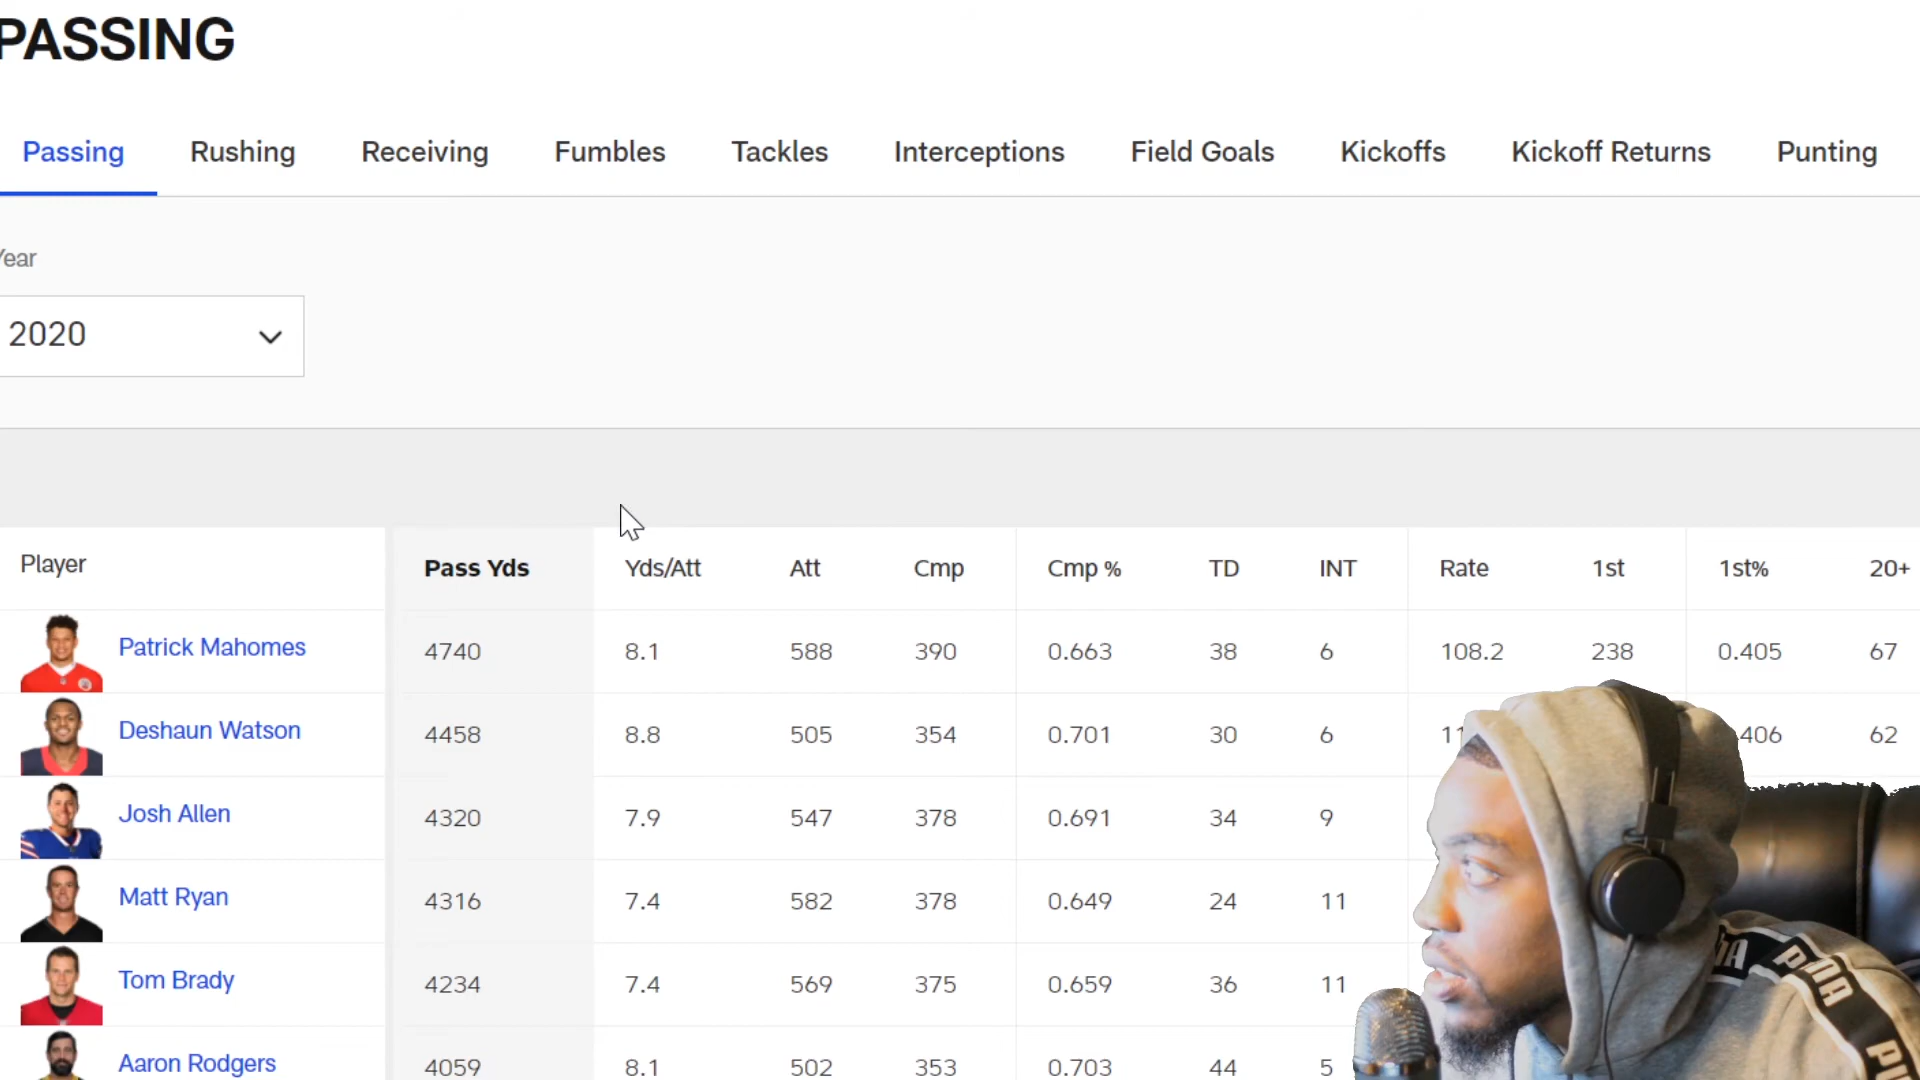 PASSING
Passing Rushing Receiving Fumbles Tackles Interceptions Field Goals Kickoffs Kickoff Returns Punting
Year
2020
Player Pass Yds Yds/Att Att Cmp Cmp % TD INT Rate 1st 1st% 20+
Patrick Mahomes 4740 8.1 588 390 0.663 38 6 108.2 238 0.405 67
Deshaun Watson 4458 8.8 505 354 0.701 30 6 .406 62
Josh Allen 4320 7.9 547 378 0.691 34 9
Matt Ryan 4316 7.4 582 378 0.649 24 11
Tom Brady 4234 7.4 569 375 0.659 36 11
Aaron Rodgers 4059 8.1 502 353 0.703 44 5
PUMA